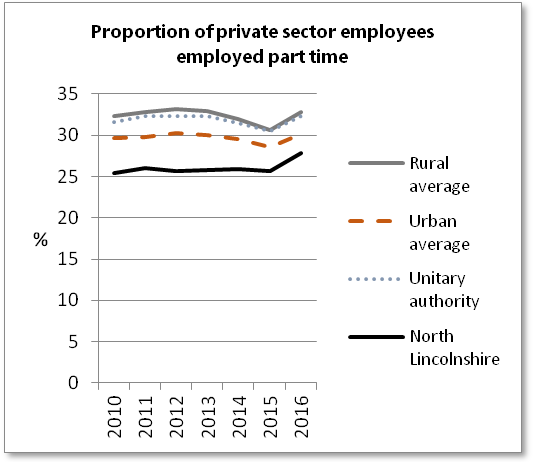 Proportion of private sector employees
employed part time
35
30
25
20
15
10
5
0
%
2010
2011
2012
2013
2014
2015
2016
Rural
average
Urban
average
Unitary
authority
North
Lincolnshire